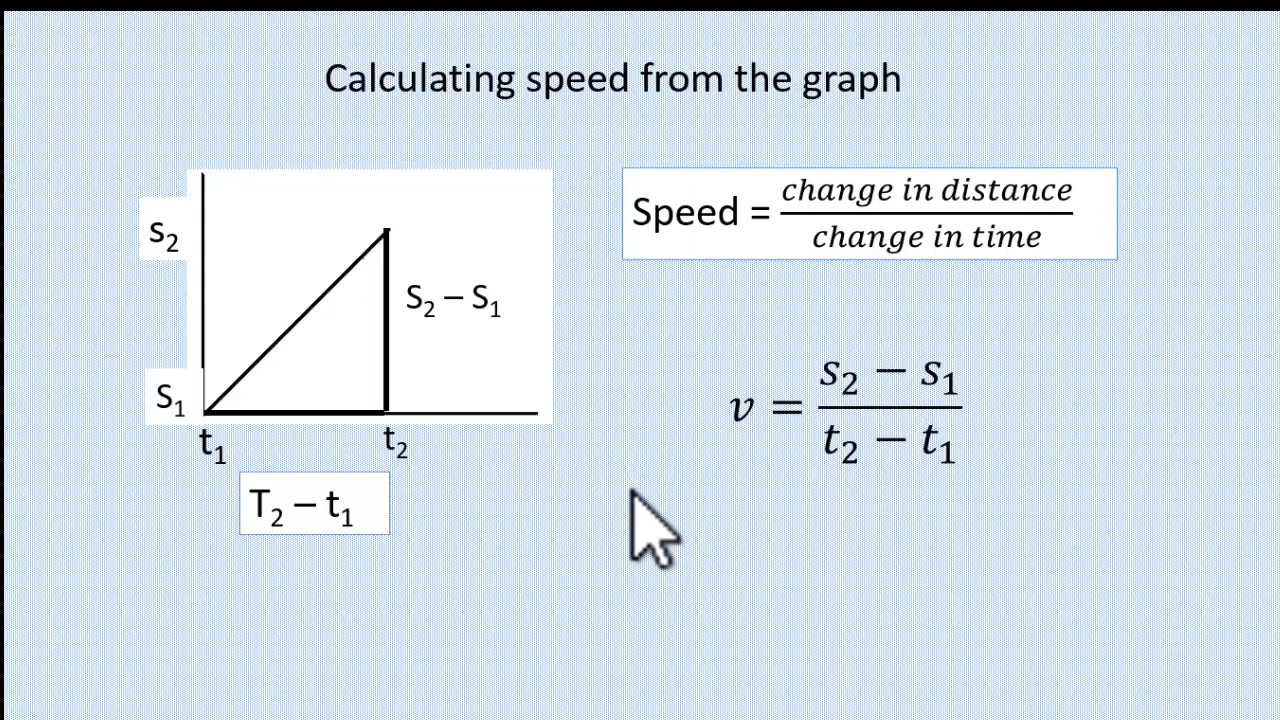 Calculating speed from the graph
s₂
S₂ – S₁
S₁
t₁
t₂
T₂ – t₁
Speed = change in distance
change in time
v = s₂ − s₁
t₂ − t₁